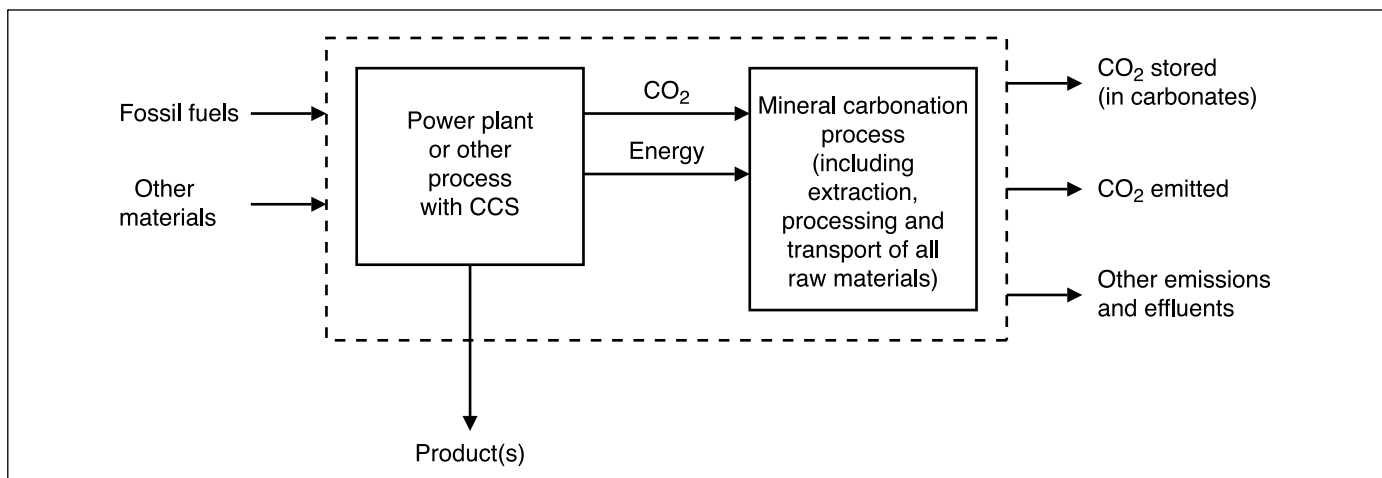 Fossil fuels
Other
materials
Power plant
or other
process
with CCS
CO₂
Energy
Mineral carbonation
process
(including
extraction,
processing and
transport of all
raw materials)
CO₂ stored
(in carbonates)
CO₂ emitted
Other emissions
and effluents
Product(s)